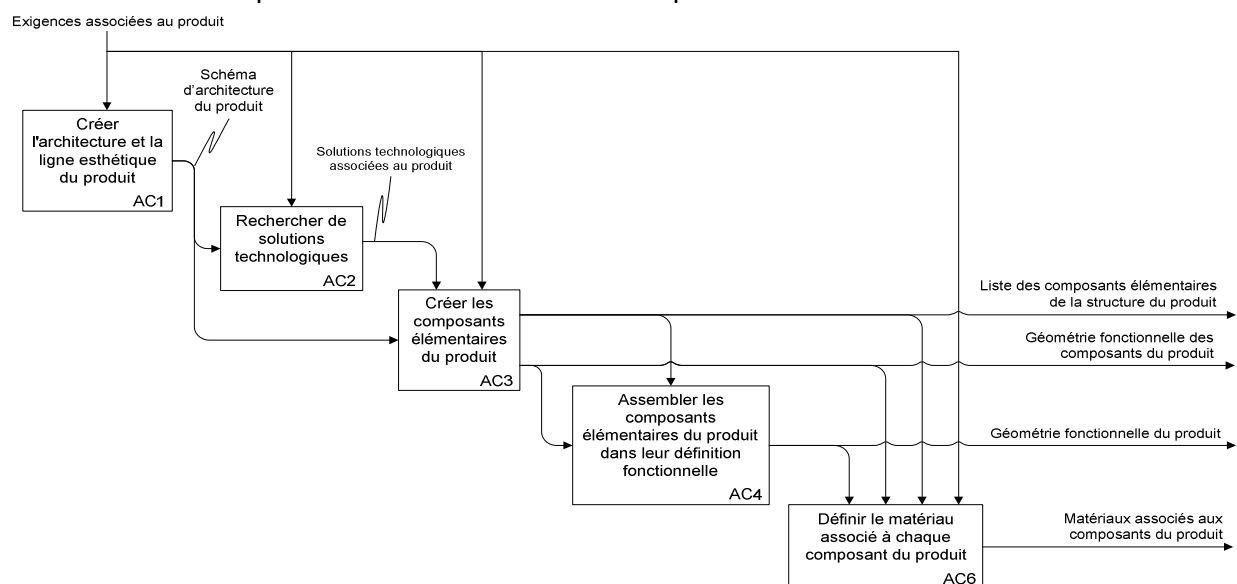 Exigences associées au produit
Schéma
d'architecture
du produit
Créer
l'architecture et la
ligne esthétique
du produit
AC1
Solutions technologiques
associées au produit
Rechercher de
solutions
technologiques
AC2
Créer les
composants
élémentaires
du produit
AC3
Liste des composants élémentaires
de la structure du produit
Géométrie fonctionnelle des
composants du produit
Assembler les
composants
élémentaires du produit
dans leur définition
fonctionnelle
AC4
Géométrie fonctionnelle du produit
Définir le matériau
associé à chaque
composant du produit
AC6
Matériaux associés aux
composants du produit